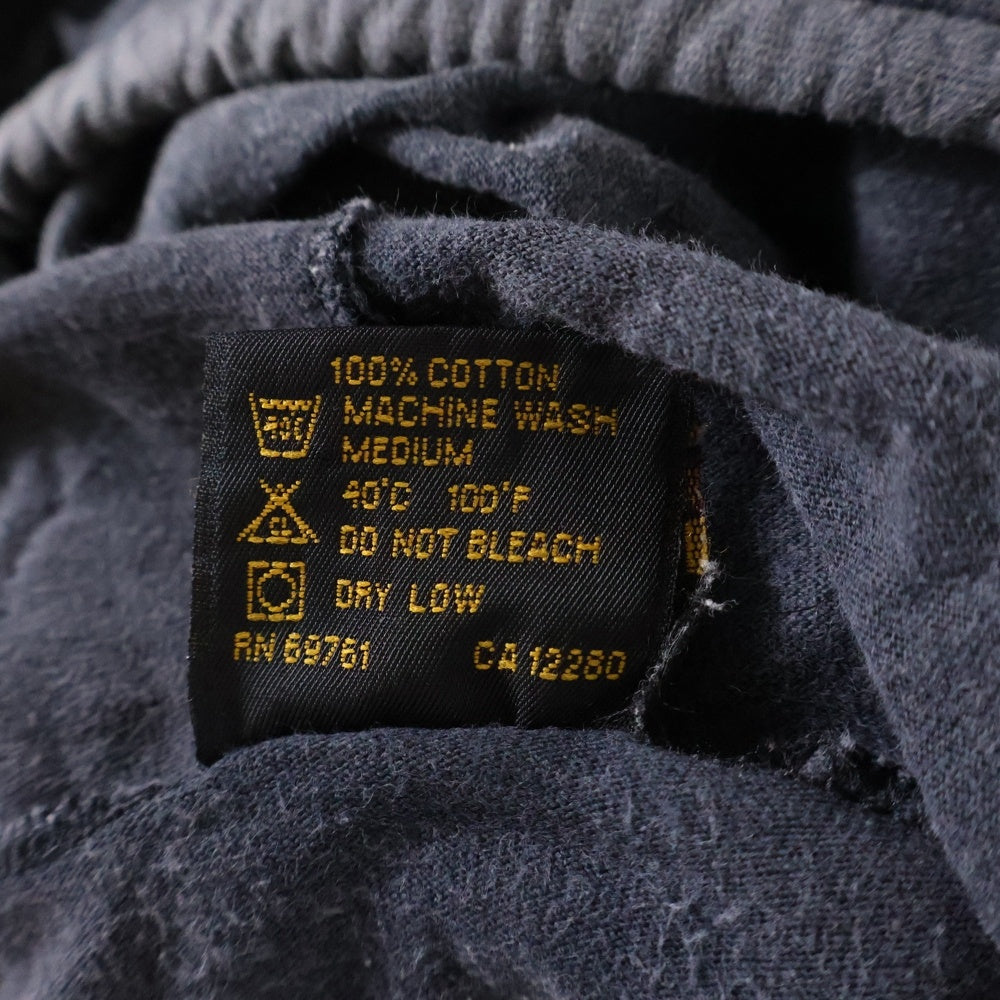 100% COTTON
MACHINE WASH
MEDIUM
40°C 100°F
DO NOT BLEACH
DRY LOW
RN 69761 CA 12280